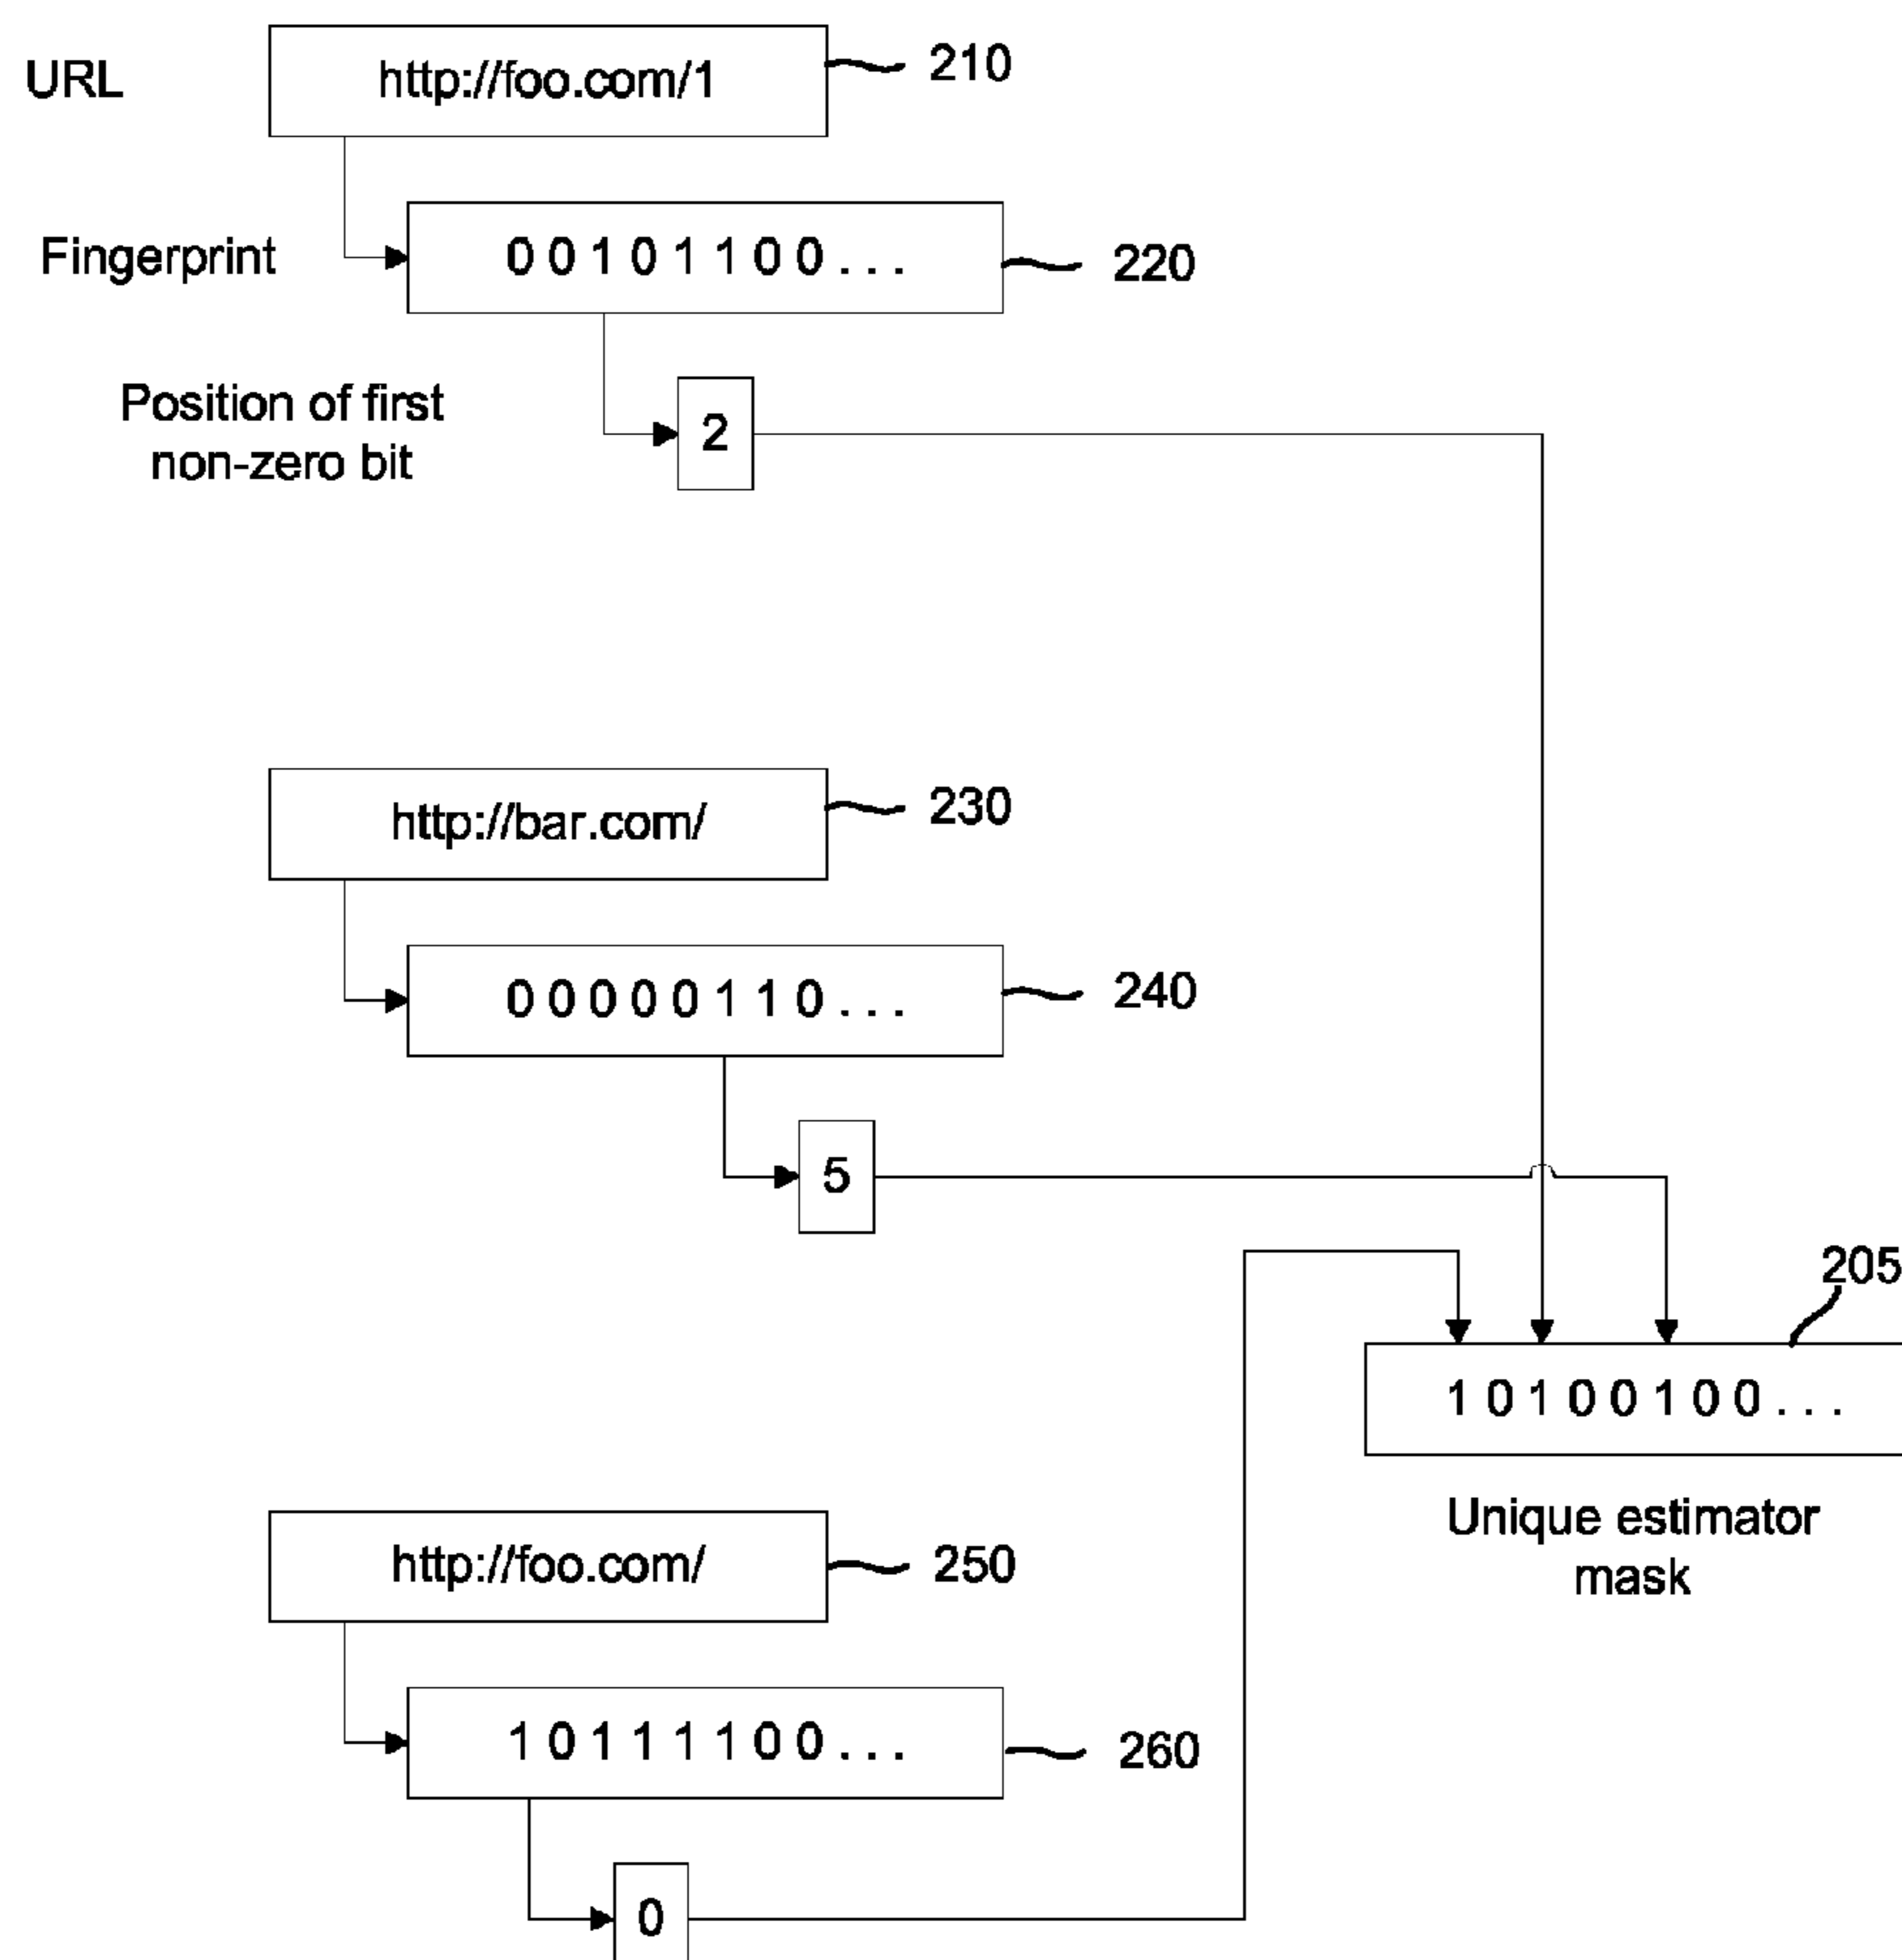 URL
http://foo.com/1
210
Fingerprint
0 0 1 0 1 1 0 0 . . .
220
Position of first
non-zero bit
2
http://bar.com/
230
0 0 0 0 0 1 1 0 . . .
240
5
205
1 0 1 0 0 1 0 0 . . .
Unique estimator
mask
http://foo.com/
250
1 0 1 1 1 1 0 0 . . .
260
0